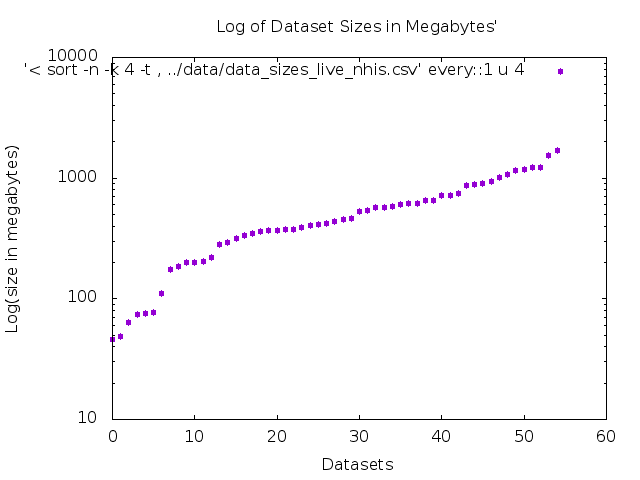 Log of Dataset Sizes in Megabytes'
10000
'< sort -n -k 4 -t , ../data/data_sizes_live_nhis.csv' every::1 u 4
1000
100
10
Log(size in megabytes)
0 10 20 30 40 50 60
Datasets